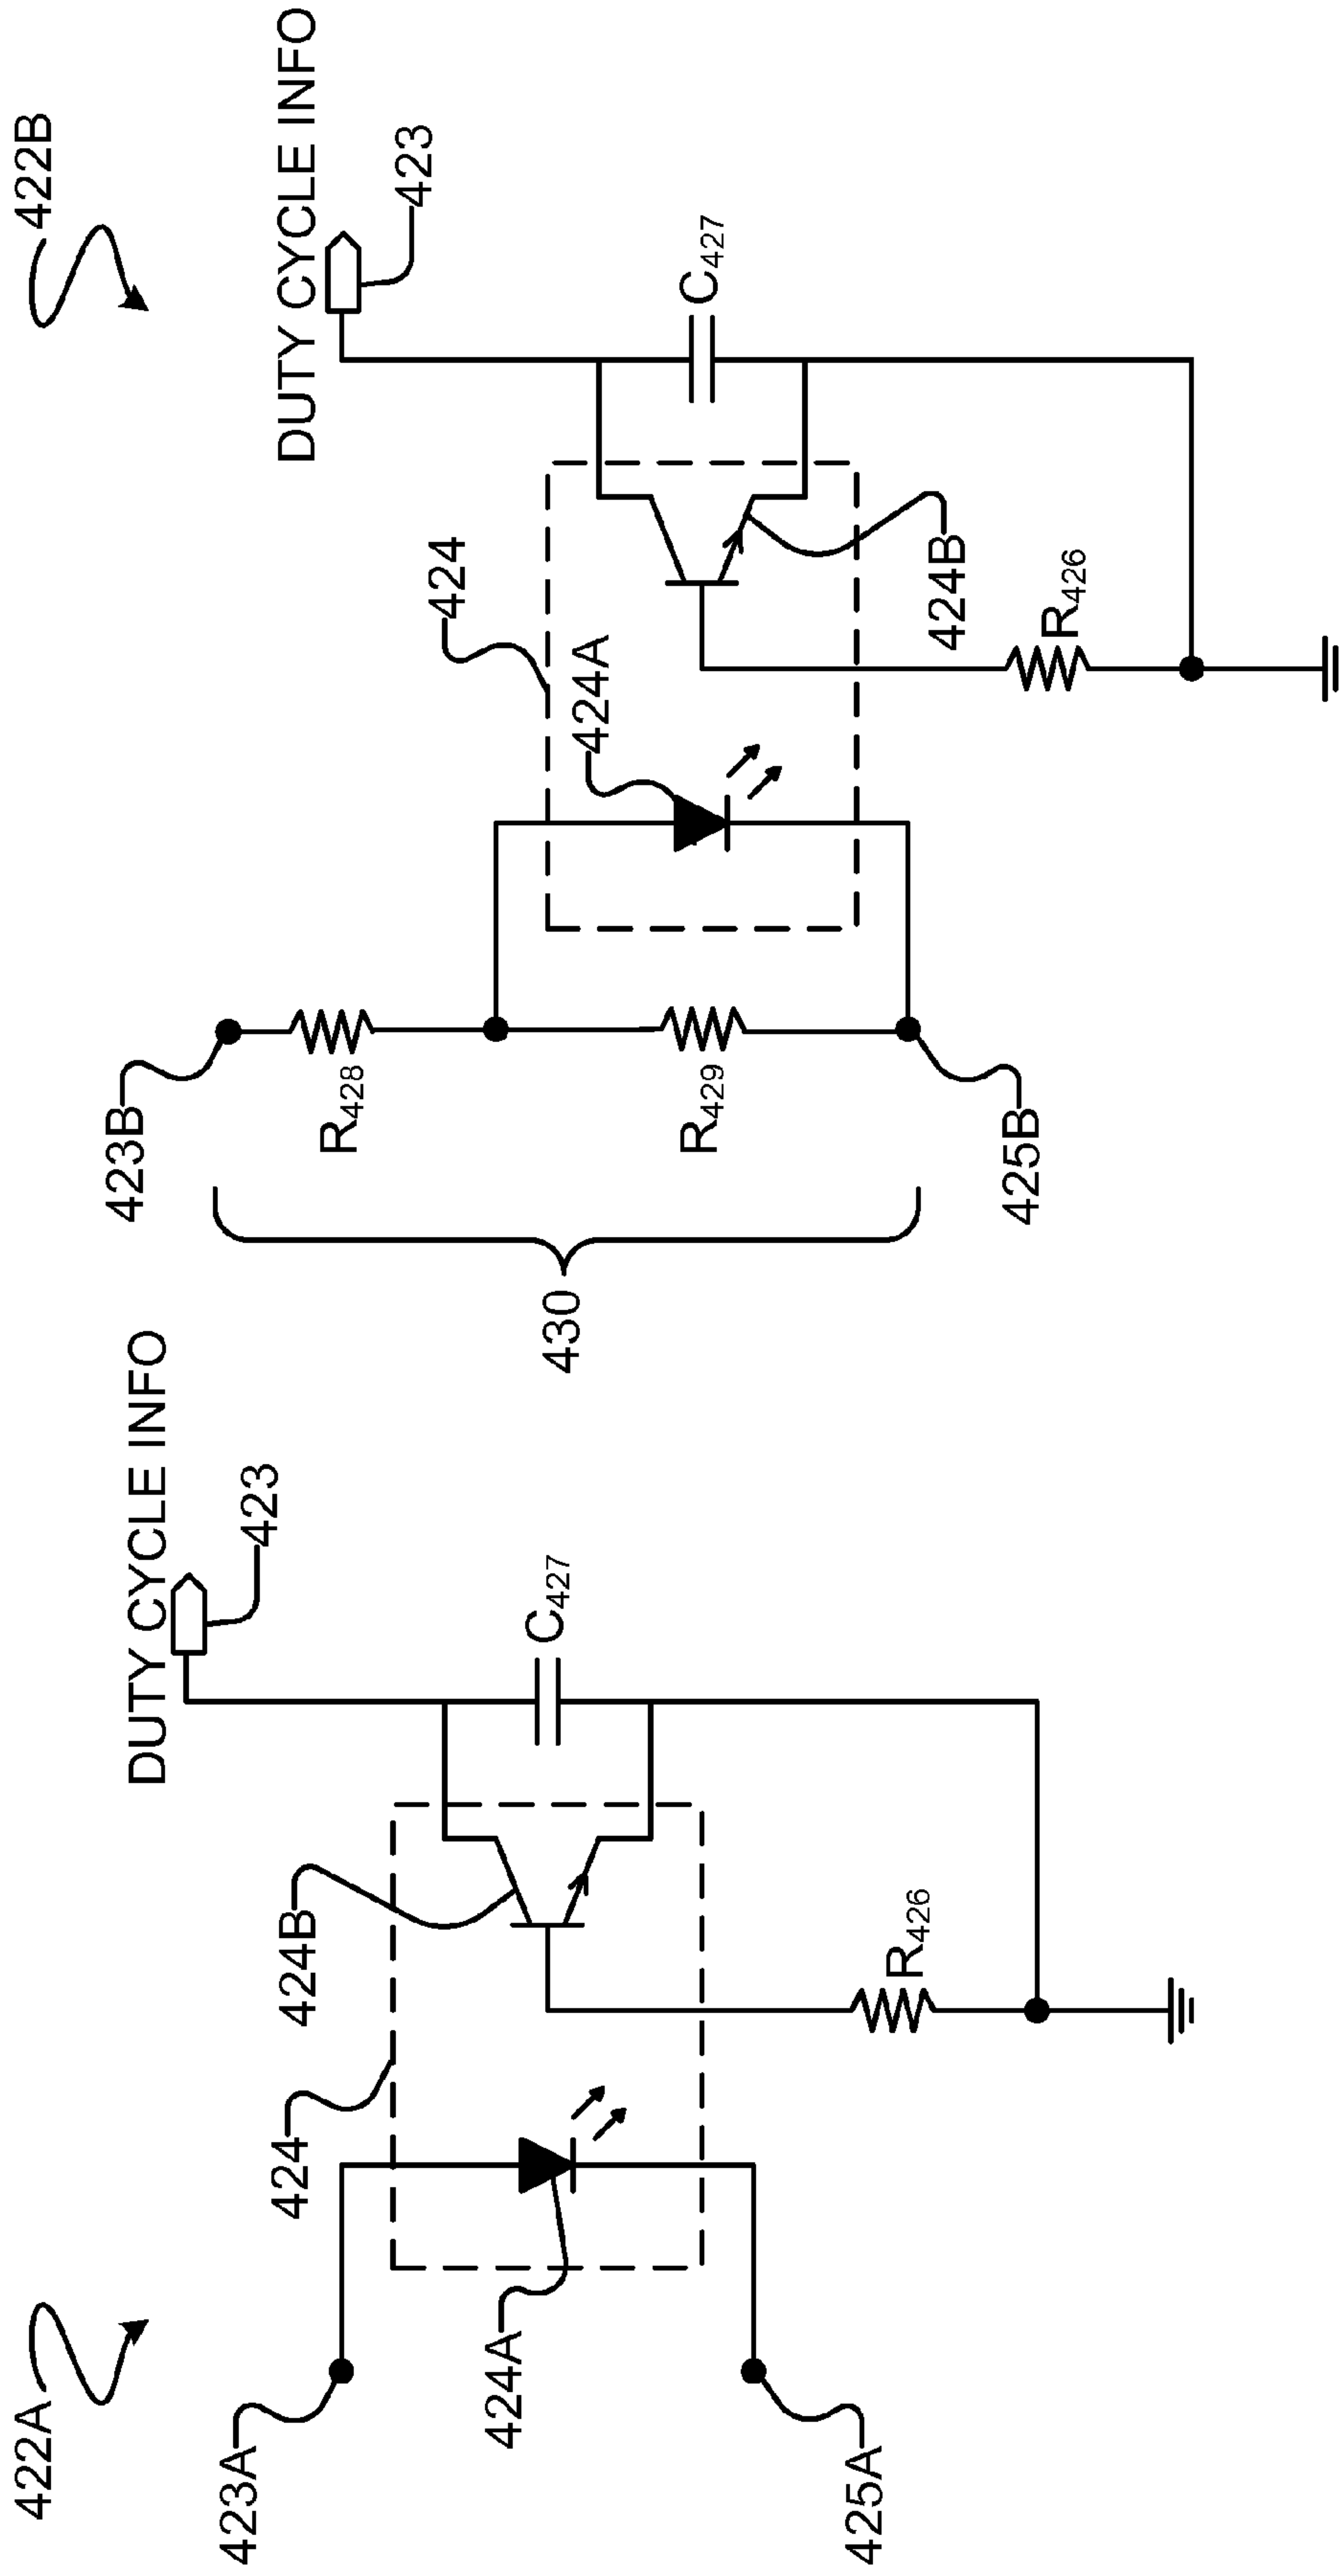 422A
DUTY CYCLE INFO
423
423A
424
424B
424A
C427
R426
425A
422B
DUTY CYCLE INFO
423
423B
424
424A
R428
C427
R429
424B
R426
425B
430